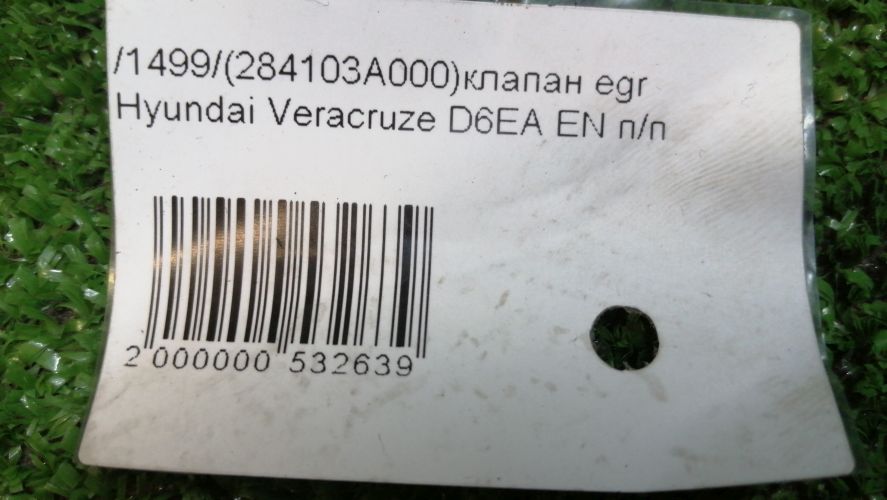 /1499/(284103A000)клапан egr
Hyundai Veracruze D6EA EN п/п
2 000000 532639